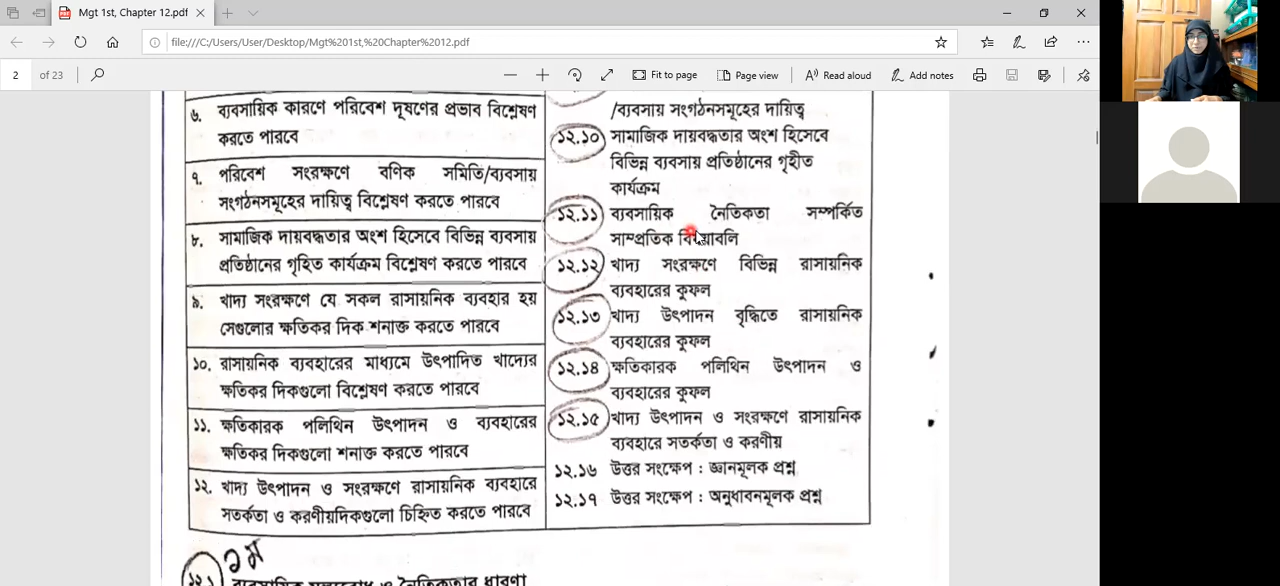 Mgt 1st, Chapter 12.pdf
file:///C:/Users/User/Desktop/Mgt%201st,%20Chapter%2012.pdf
2 of 23
Fit to page
Page view
Read aloud
Add notes
৬. ব্যবসায়িক কারণে পরিবেশ দূষণের প্রভাব বিশ্লেষণ
করতে পারবে
৭. পরিবেশ সংরক্ষণে বণিক সমিতি/ব্যবসায়
সংগঠনসমূহের দায়িত্ব বিশ্লেষণ করতে পারবে
৮. সামাজিক দায়বদ্ধতার অংশ হিসেবে বিভিন্ন ব্যবসায়
প্রতিষ্ঠানের গৃহিত কার্যক্রম বিশ্লেষণ করতে পারবে
৯. খাদ্য সংরক্ষণে যে সকল রাসায়নিক ব্যবহার হয়
সেগুলোর ক্ষতিকর দিক শনাক্ত করতে পারবে
১০. রাসায়নিক ব্যবহারের মাধ্যমে উৎপাদিত খাদ্যের
ক্ষতিকর দিকগুলো বিশ্লেষণ করতে পারবে
১১. ক্ষতিকারক পলিথিন উৎপাদন ও ব্যবহারের
ক্ষতিকর দিকগুলো শনাক্ত করতে পারবে
১২. খাদ্য উৎপাদন ও সংরক্ষণে রাসায়নিক ব্যবহারে
সতর্কতা ও করণীয়দিকগুলো চিহ্নিত করতে পারবে
/ব্যবসায় সংগঠনসমূহের দায়িত্ব
১২.১০ সামাজিক দায়বদ্ধতার অংশ হিসেবে
বিভিন্ন ব্যবসায় প্রতিষ্ঠানের গৃহীত
কার্যক্রম
১২.১১ ব্যবসায়িক নৈতিকতা সম্পর্কিত
সাম্প্রতিক বিষয়াবলি
১২.১২ খাদ্য সংরক্ষণে বিভিন্ন রাসায়নিক
ব্যবহারের কুফল
১২.১৩ খাদ্য উৎপাদন বৃদ্ধিতে রাসায়নিক
ব্যবহারের কুফল
১২.১৪ ক্ষতিকারক পলিথিন উৎপাদন ও
ব্যবহারের কুফল
১২.১৫ খাদ্য উৎপাদন ও সংরক্ষণে রাসায়নিক
ব্যবহারে সতর্কতা ও করণীয়
১২.১৬ উত্তর সংক্ষেপ : জ্ঞানমূলক প্রশ্ন
১২.১৭ উত্তর সংক্ষেপ : অনুধাবনমূলক প্রশ্ন
১ম
১২.১ ব্যবসায়িক মূল্যবোধ ও নৈতিকতার ধারণা